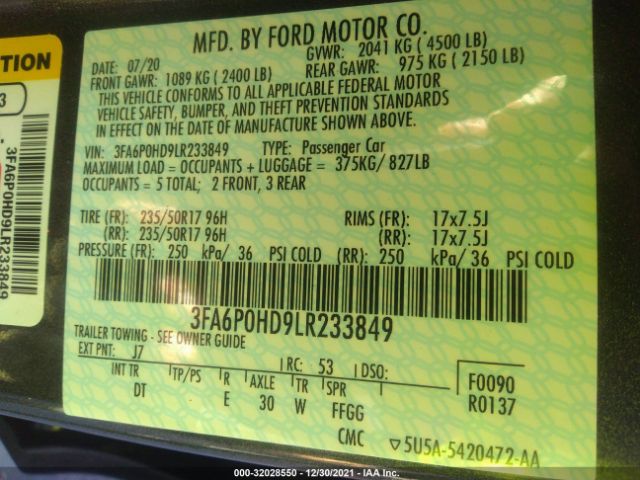 MFD. BY FORD MOTOR CO.
DATE: 07/20 GVWR: 2041 KG ( 4500 LB)
FRONT GAWR: 1089 KG ( 2400 LB) REAR GAWR: 975 KG ( 2150 LB)
THIS VEHICLE CONFORMS TO ALL APPLICABLE FEDERAL MOTOR
VEHICLE SAFETY, BUMPER, AND THEFT PREVENTION STANDARDS
IN EFFECT ON THE DATE OF MANUFACTURE SHOWN ABOVE.
VIN: 3FA6P0HD9LR233849 TYPE: Passenger Car
MAXIMUM LOAD = OCCUPANTS + LUGGAGE = 375KG/ 827LB
OCCUPANTS = 5 TOTAL; 2 FRONT, 3 REAR
TIRE (FR): 235/50R17 96H RIMS (FR): 17x7.5J
(RR): 235/50R17 96H (RR): 17x7.5J
PRESSURE (FR): 250 kPa/ 36 PSI COLD (RR): 250 kPa/ 36 PSI COLD
3FA6P0HD9LR233849
TRAILER TOWING - SEE OWNER GUIDE
EXT PNT: J7 RC: 53 DSO:
INT TR TP/PS R AXLE TR SPR
DT E 30 W FFGG
F0090
R0137
CMC ▽5U5A-5420472-AA
TION
3
3FA6P0HD9LR233849
000-32028550 - 12/30/2021 - IAA Inc.